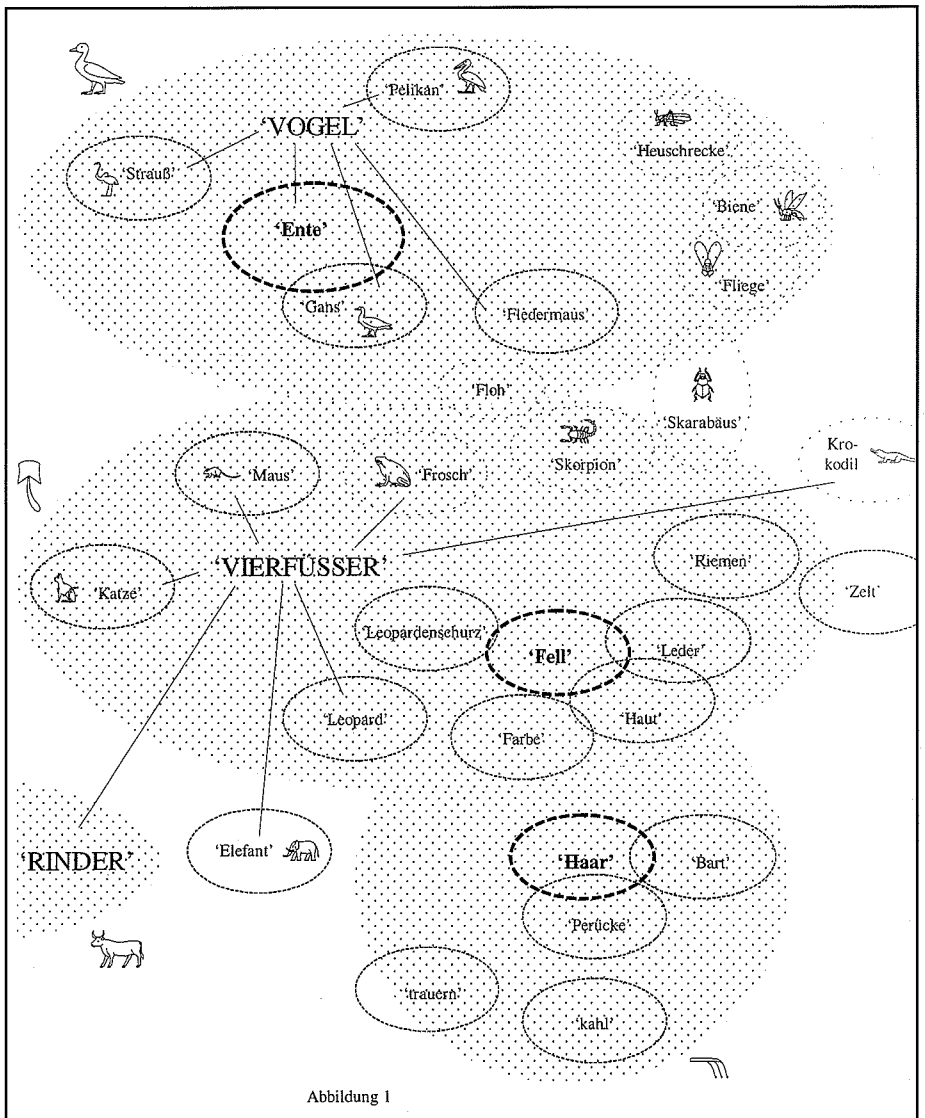 ‘Pelikan’
‘VOGEL’
‘Heuschrecke’
‘Strauß’
‘Biene’
‘Ente’
‘Fliege’
‘Gans’
‘Fledermaus’
‘Floh’
‘Skarabäus’
Kro-
kodil
‘Skorpion’
‘Maus’
‘Frosch’
‘VIERFÜSSER’
‘Riemen’
‘Katze’
‘Zelt’
‘Leopardenschurz’
‘Fell’
‘Leder’
‘Leopard’
‘Haut’
‘Farbe’
‘Elefant’
‘RINDER’
‘Haar’
‘Bart’
‘Perücke’
‘trauern’
‘kahl’
Abbildung 1